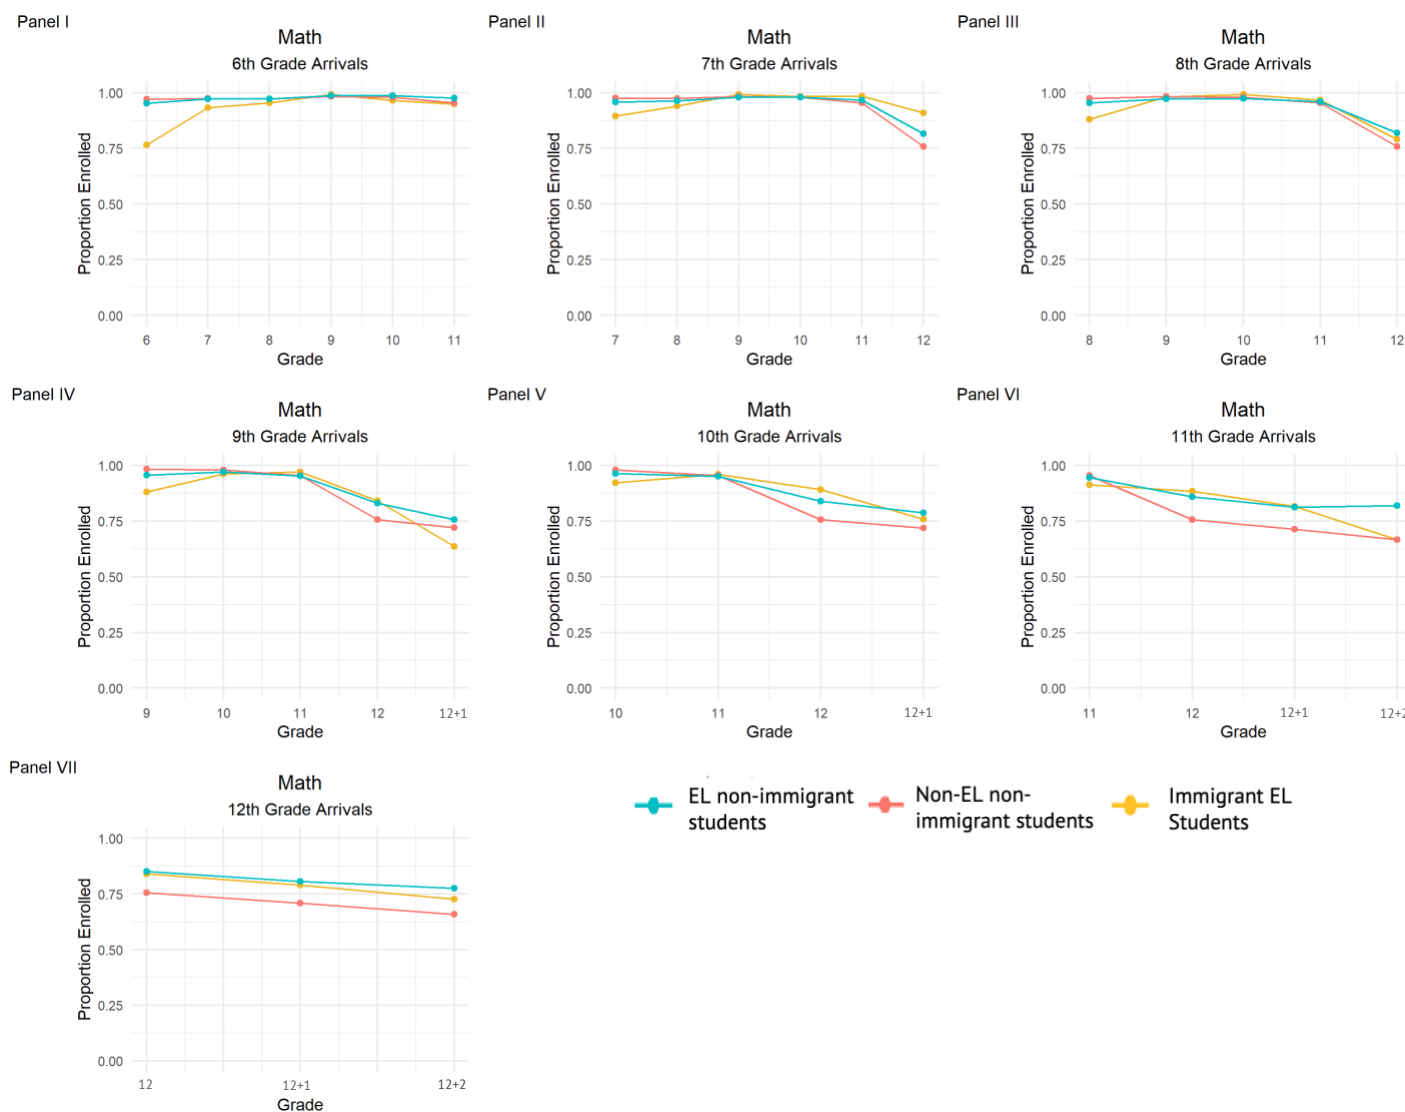 Panel I
Math
6th Grade Arrivals
Proportion Enrolled
1.00
0.75
0.50
0.25
0.00
6 7 8 9 10 11
Grade
Panel II
Math
7th Grade Arrivals
Proportion Enrolled
1.00
0.75
0.50
0.25
0.00
7 8 9 10 11 12
Grade
Panel III
Math
8th Grade Arrivals
Proportion Enrolled
1.00
0.75
0.50
0.25
0.00
8 9 10 11 12
Grade
Panel IV
Math
9th Grade Arrivals
Proportion Enrolled
1.00
0.75
0.50
0.25
0.00
9 10 11 12 12+1
Grade
Panel V
Math
10th Grade Arrivals
Proportion Enrolled
1.00
0.75
0.50
0.25
0.00
10 11 12 12+1
Grade
Panel VI
Math
11th Grade Arrivals
Proportion Enrolled
1.00
0.75
0.50
0.25
0.00
11 12 12+1 12+2
Grade
Panel VII
Math
12th Grade Arrivals
Proportion Enrolled
1.00
0.75
0.50
0.25
0.00
12 12+1 12+2
Grade
EL non-immigrant
students
Non-EL non-
immigrant students
Immigrant EL
Students